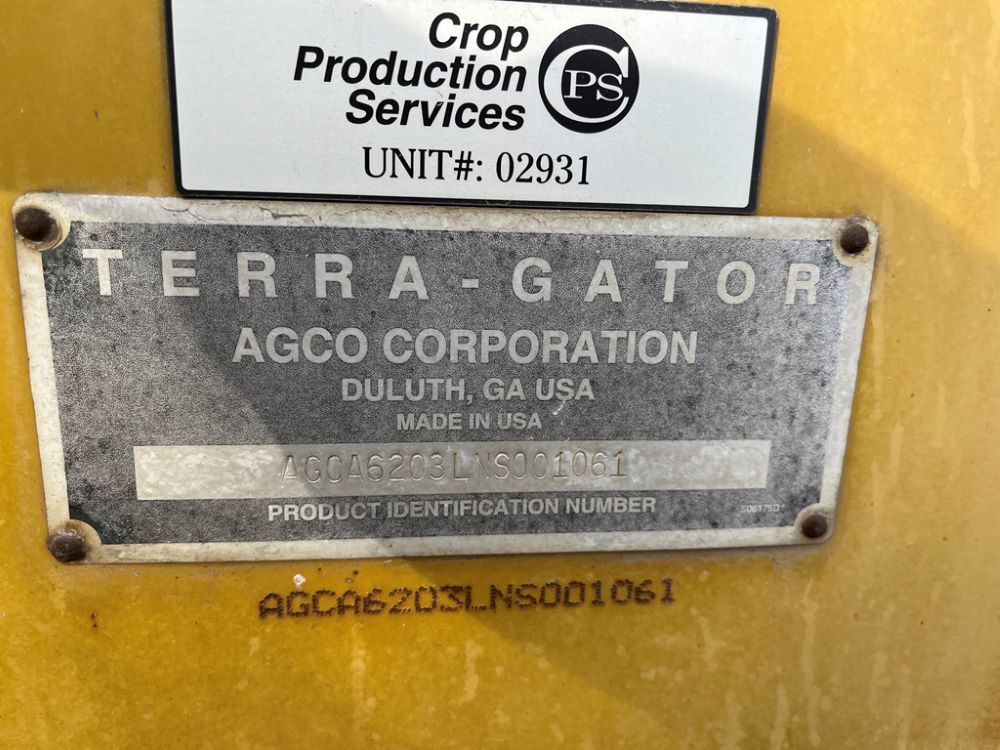 Crop
Production
Services
CPS
UNIT#: 02931
TERRA-GATOR
AGCO CORPORATION
DULUTH, GA USA
MADE IN USA
AGCA6203LNS001061
PRODUCT IDENTIFICATION NUMBER
506175D1
AGCA6203LNS001061